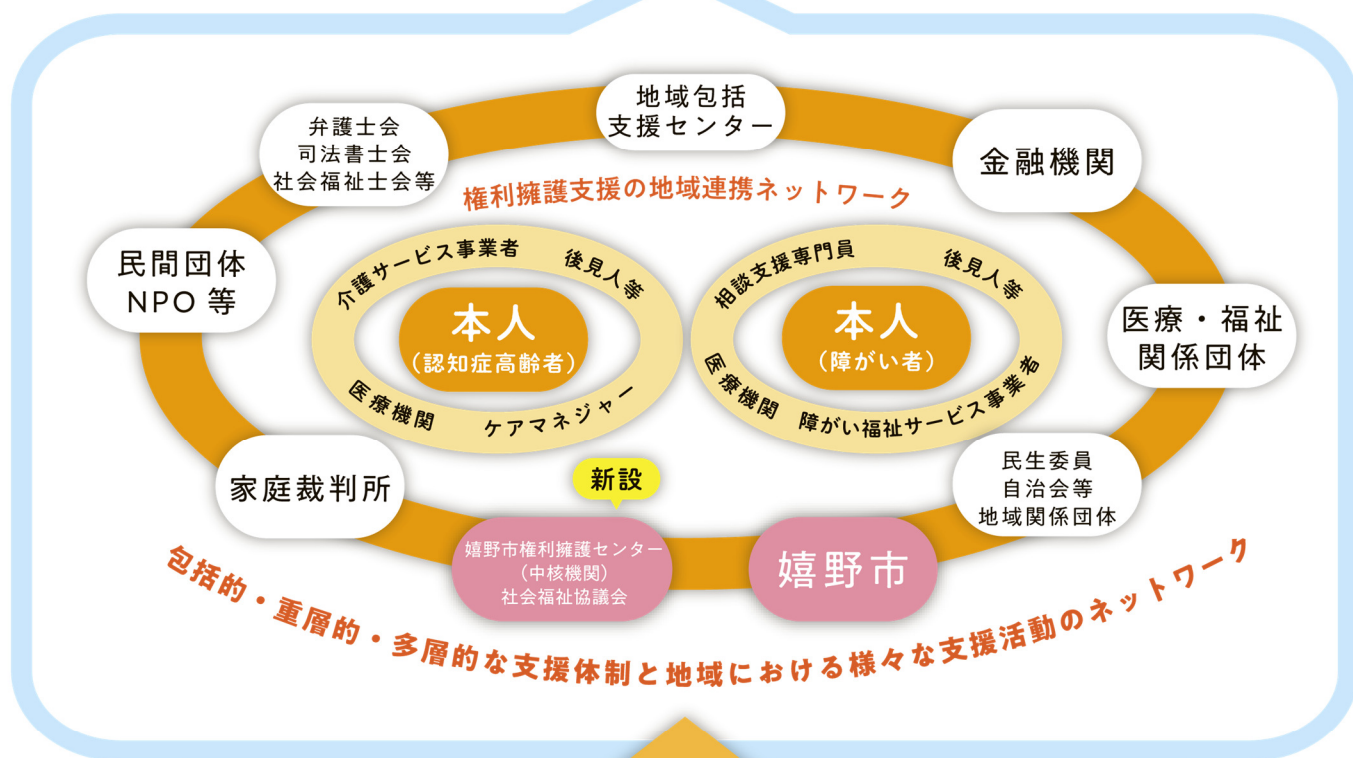 地域包括
支援センター
弁護士会
司法書士会
社会福祉士会等
金融機関
権利擁護支援の地域連携ネットワーク
民間団体
NPO 等
介護サービス事業者
後見人等
本人
(認知症高齢者)
医療機関
ケアマネジャー
相談支援専門員
後見人等
本人
(障がい者)
医療機関
障がい福祉サービス事業者
医療・福祉
関係団体
家庭裁判所
新設
嬉野市権利擁護センター
(中核機関)
社会福祉協議会
嬉野市
民生委員
自治会等
地域関係団体
包括的・重層的・多層的な支援体制と地域における様々な支援活動のネットワーク